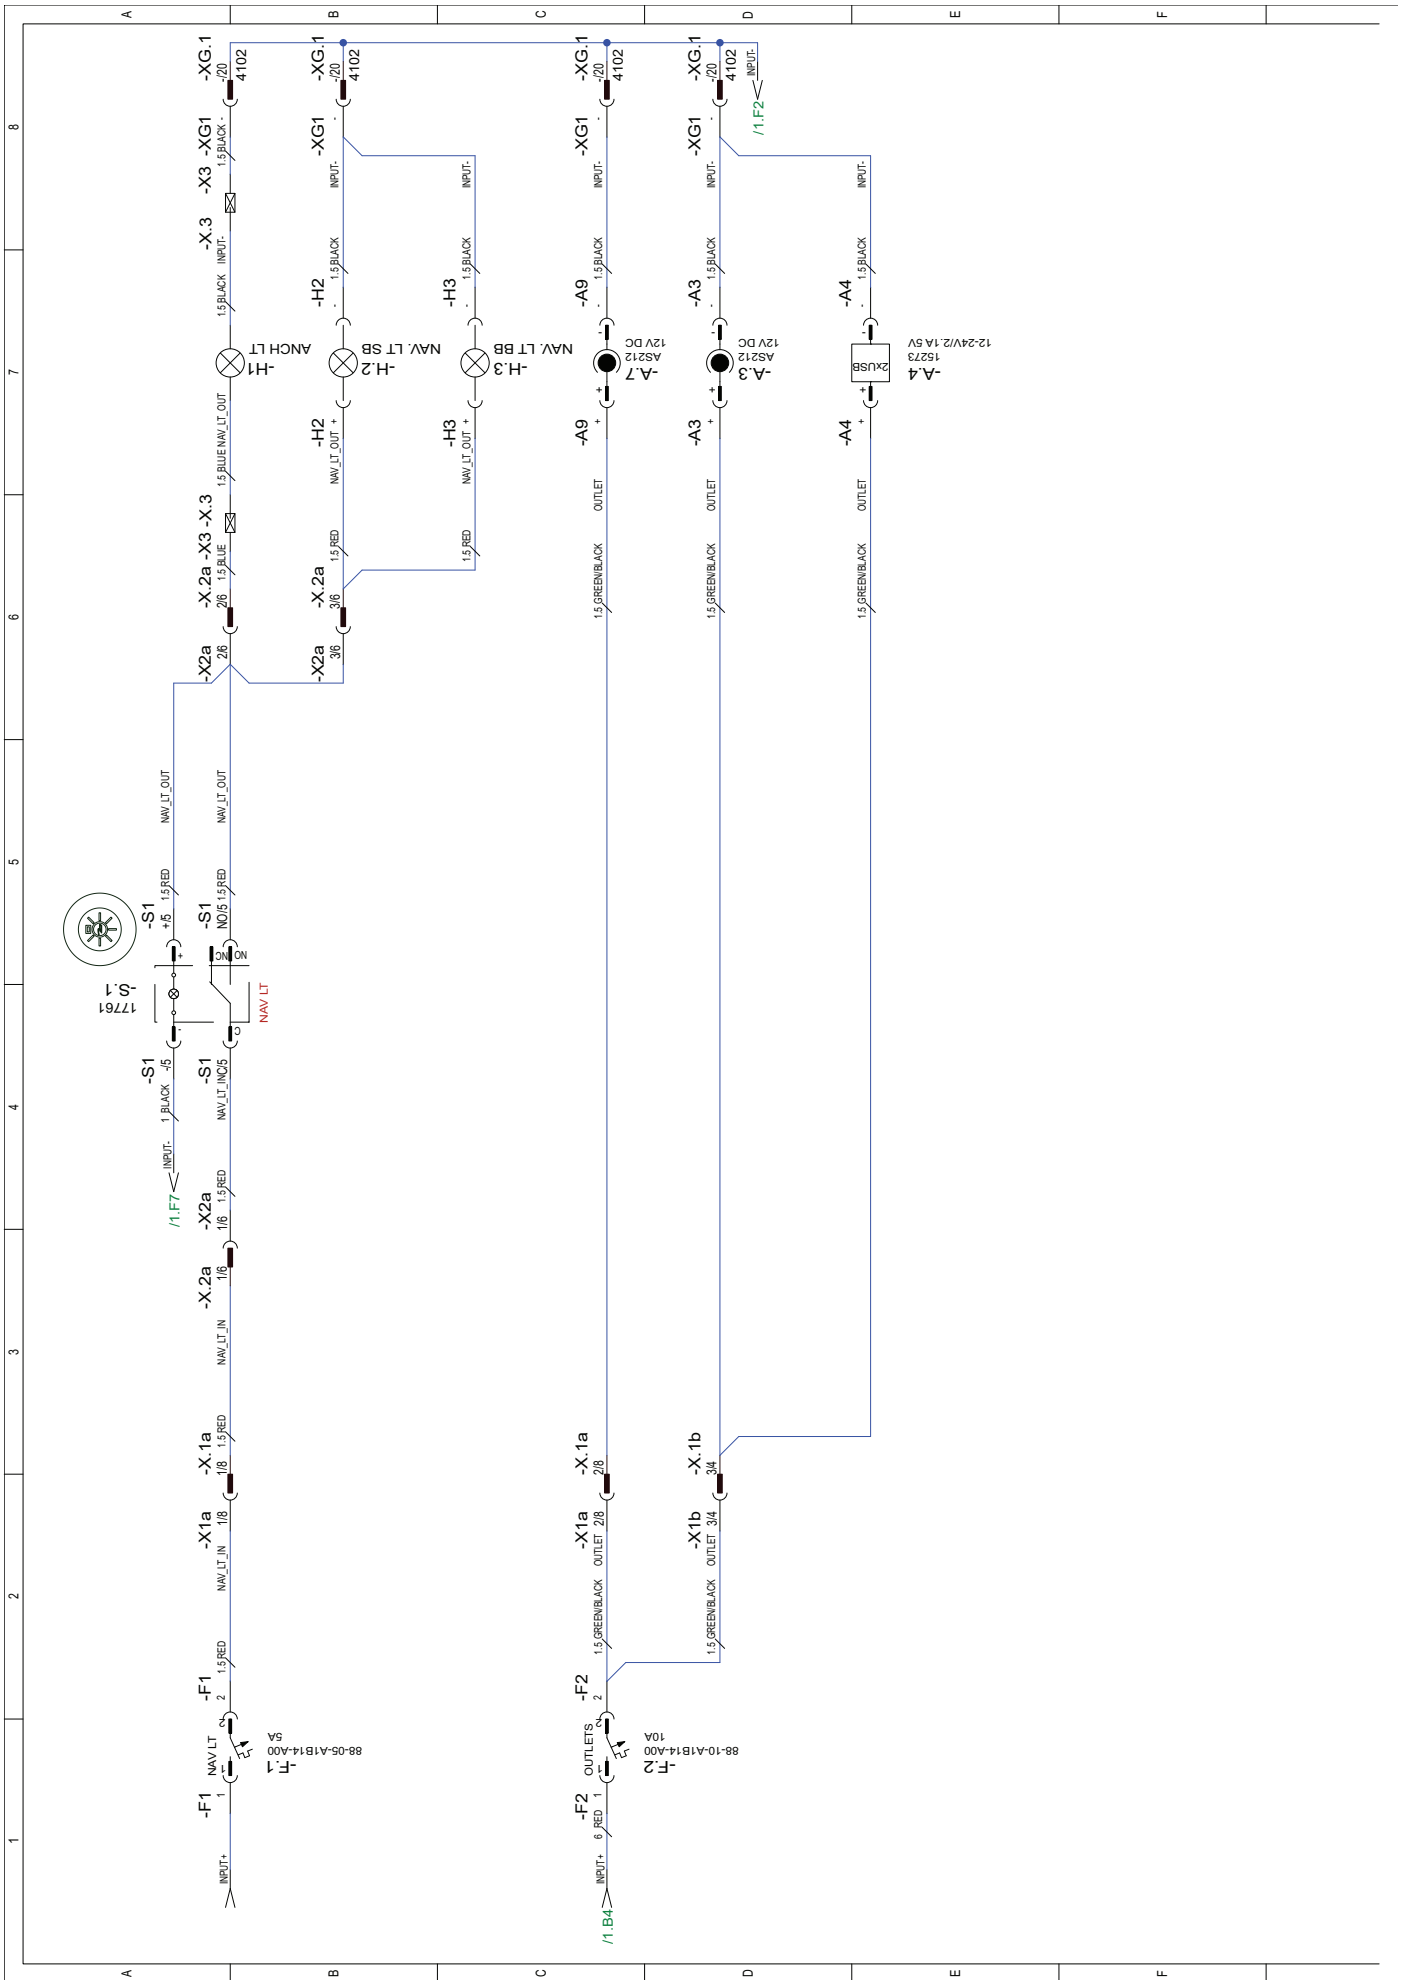 A
B
C
D
E
F
8
7
6
5
4
3
2
1
-XG.1
-/20
4102
-XG.1
-/20
4102
-XG.1
-/20
4102
-XG.1
-/20
4102
INPUT-
/1.F2
-XG1
-
1.5 BLACK
-X3
-X.3
INPUT-
1.5 BLACK
-XG1
-
INPUT-
1.5 BLACK
-H2
-
INPUT-
1.5 BLACK
-H3
-
-XG1
-
INPUT-
1.5 BLACK
-A9
-
-XG1
-
INPUT-
1.5 BLACK
-A3
-
INPUT-
1.5 BLACK
-A4
-
-H1
ANCH LT
-H.2
NAV. LT SB
-H.3
NAV. LT BB
-A.7
AS212
12V DC
-
+
-A.3
AS212
12V DC
-
+
2xUSB
-A.4
15273
12-24V/2.1A 5V
-
+
NAV_LT_OUT
1.5 BLUE
-X.3
-X3
1.5 BLUE
-X.2a
2/6
-X2a
2/6
-H2
+
NAV_LT_OUT
1.5 RED
-X.2a
3/6
-X2a
3/6
-H3
+
NAV_LT_OUT
1.5 RED
-A9
+
OUTLET
1.5 GREEN/BLACK
-A3
+
OUTLET
1.5 GREEN/BLACK
-A4
+
OUTLET
1.5 GREEN/BLACK
NAV_LT_OUT
1.5 RED
-S1
+/5
NAV_LT_OUT
1.5 RED
-S1
NO/5
+
NC
NO
17761
-S.1
NAV LT
-
C
-S1
-/5
1 BLACK
INPUT-
/1.F7
-S1
C/5
NAV_LT_IN
1.5 RED
-X2a
1/6
-X.2a
1/6
NAV_LT_IN
1.5 RED
-X.1a
1/8
-X1a
1/8
NAV_LT_IN
1.5 RED
-F1
2
2
NAV LT
1
-F.1
88-05-A1B14-A00
5A
-F1
1
INPUT+
-X.1a
2/8
-X1a
2/8
OUTLET
1.5 GREEN/BLACK
-X.1b
3/4
-X1b
3/4
OUTLET
1.5 GREEN/BLACK
-F2
2
2
OUTLETS
1
-F.2
88-10-A1B14-A00
10A
-F2
1
6 RED
INPUT+
/1.B4
A
B
C
D
E
F